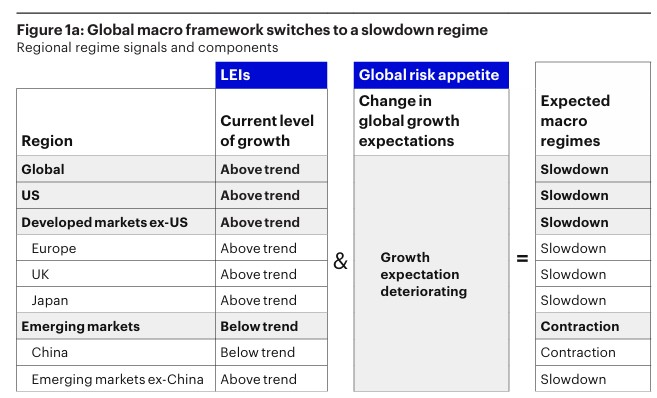 Figure 1a: Global macro framework switches to a slowdown regime
Regional regime signals and components
LEIs
Global risk appetite
Region
Current level
of growth
Change in
global growth
expectations
Expected
macro
regimes
Global Above trend Slowdown
US Above trend Slowdown
Developed markets ex-US Above trend Slowdown
Europe Above trend Slowdown
UK Above trend Slowdown
Japan Above trend Slowdown
Emerging markets Below trend Contraction
China Below trend Contraction
Emerging markets ex-China Above trend Slowdown
&
Growth
expectation
deteriorating
=